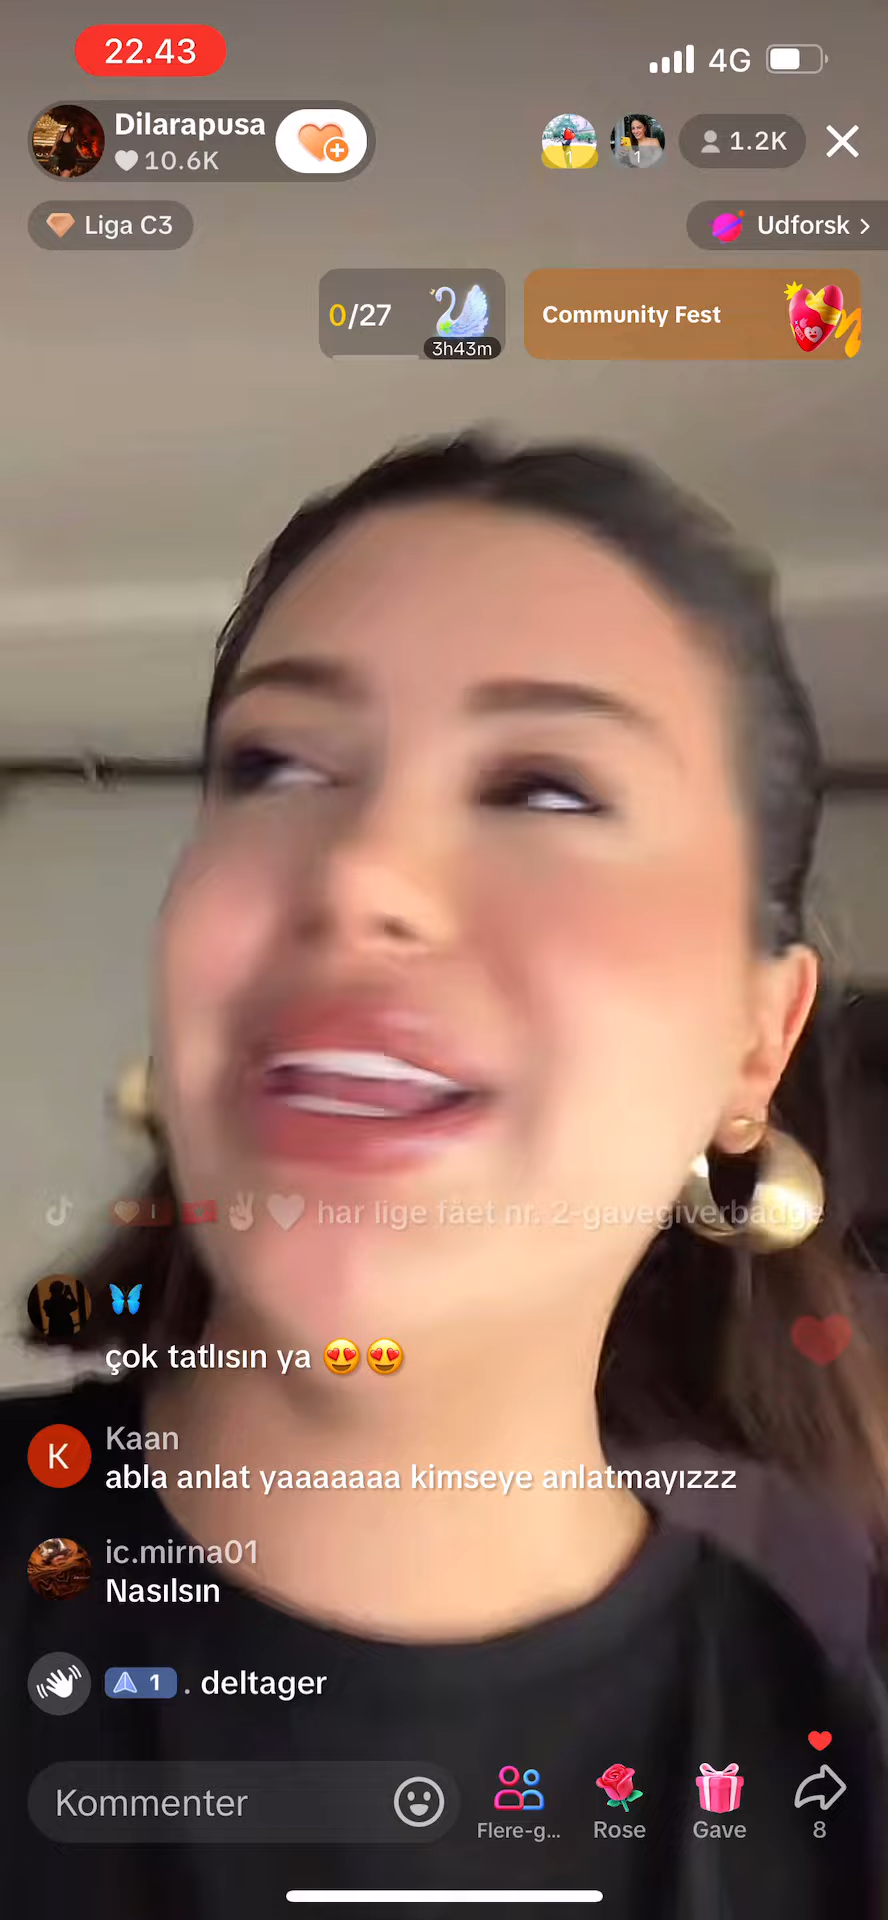 22.43
4G
Dilarapusa
10.6K
1
1
1.2K
Liga C3
Udforsk >
0/27
3h43m
Community Fest
I har lige fået nr. 2-gavegiverbadge
çok tatlısın ya 😍😍
Kaan
K
abla anlat yaaaaaaa kimseye anlatmayızzz
ic.mirna01
Nasılsın
1 . deltager
Kommenter
Flere-g...
Rose
Gave
8